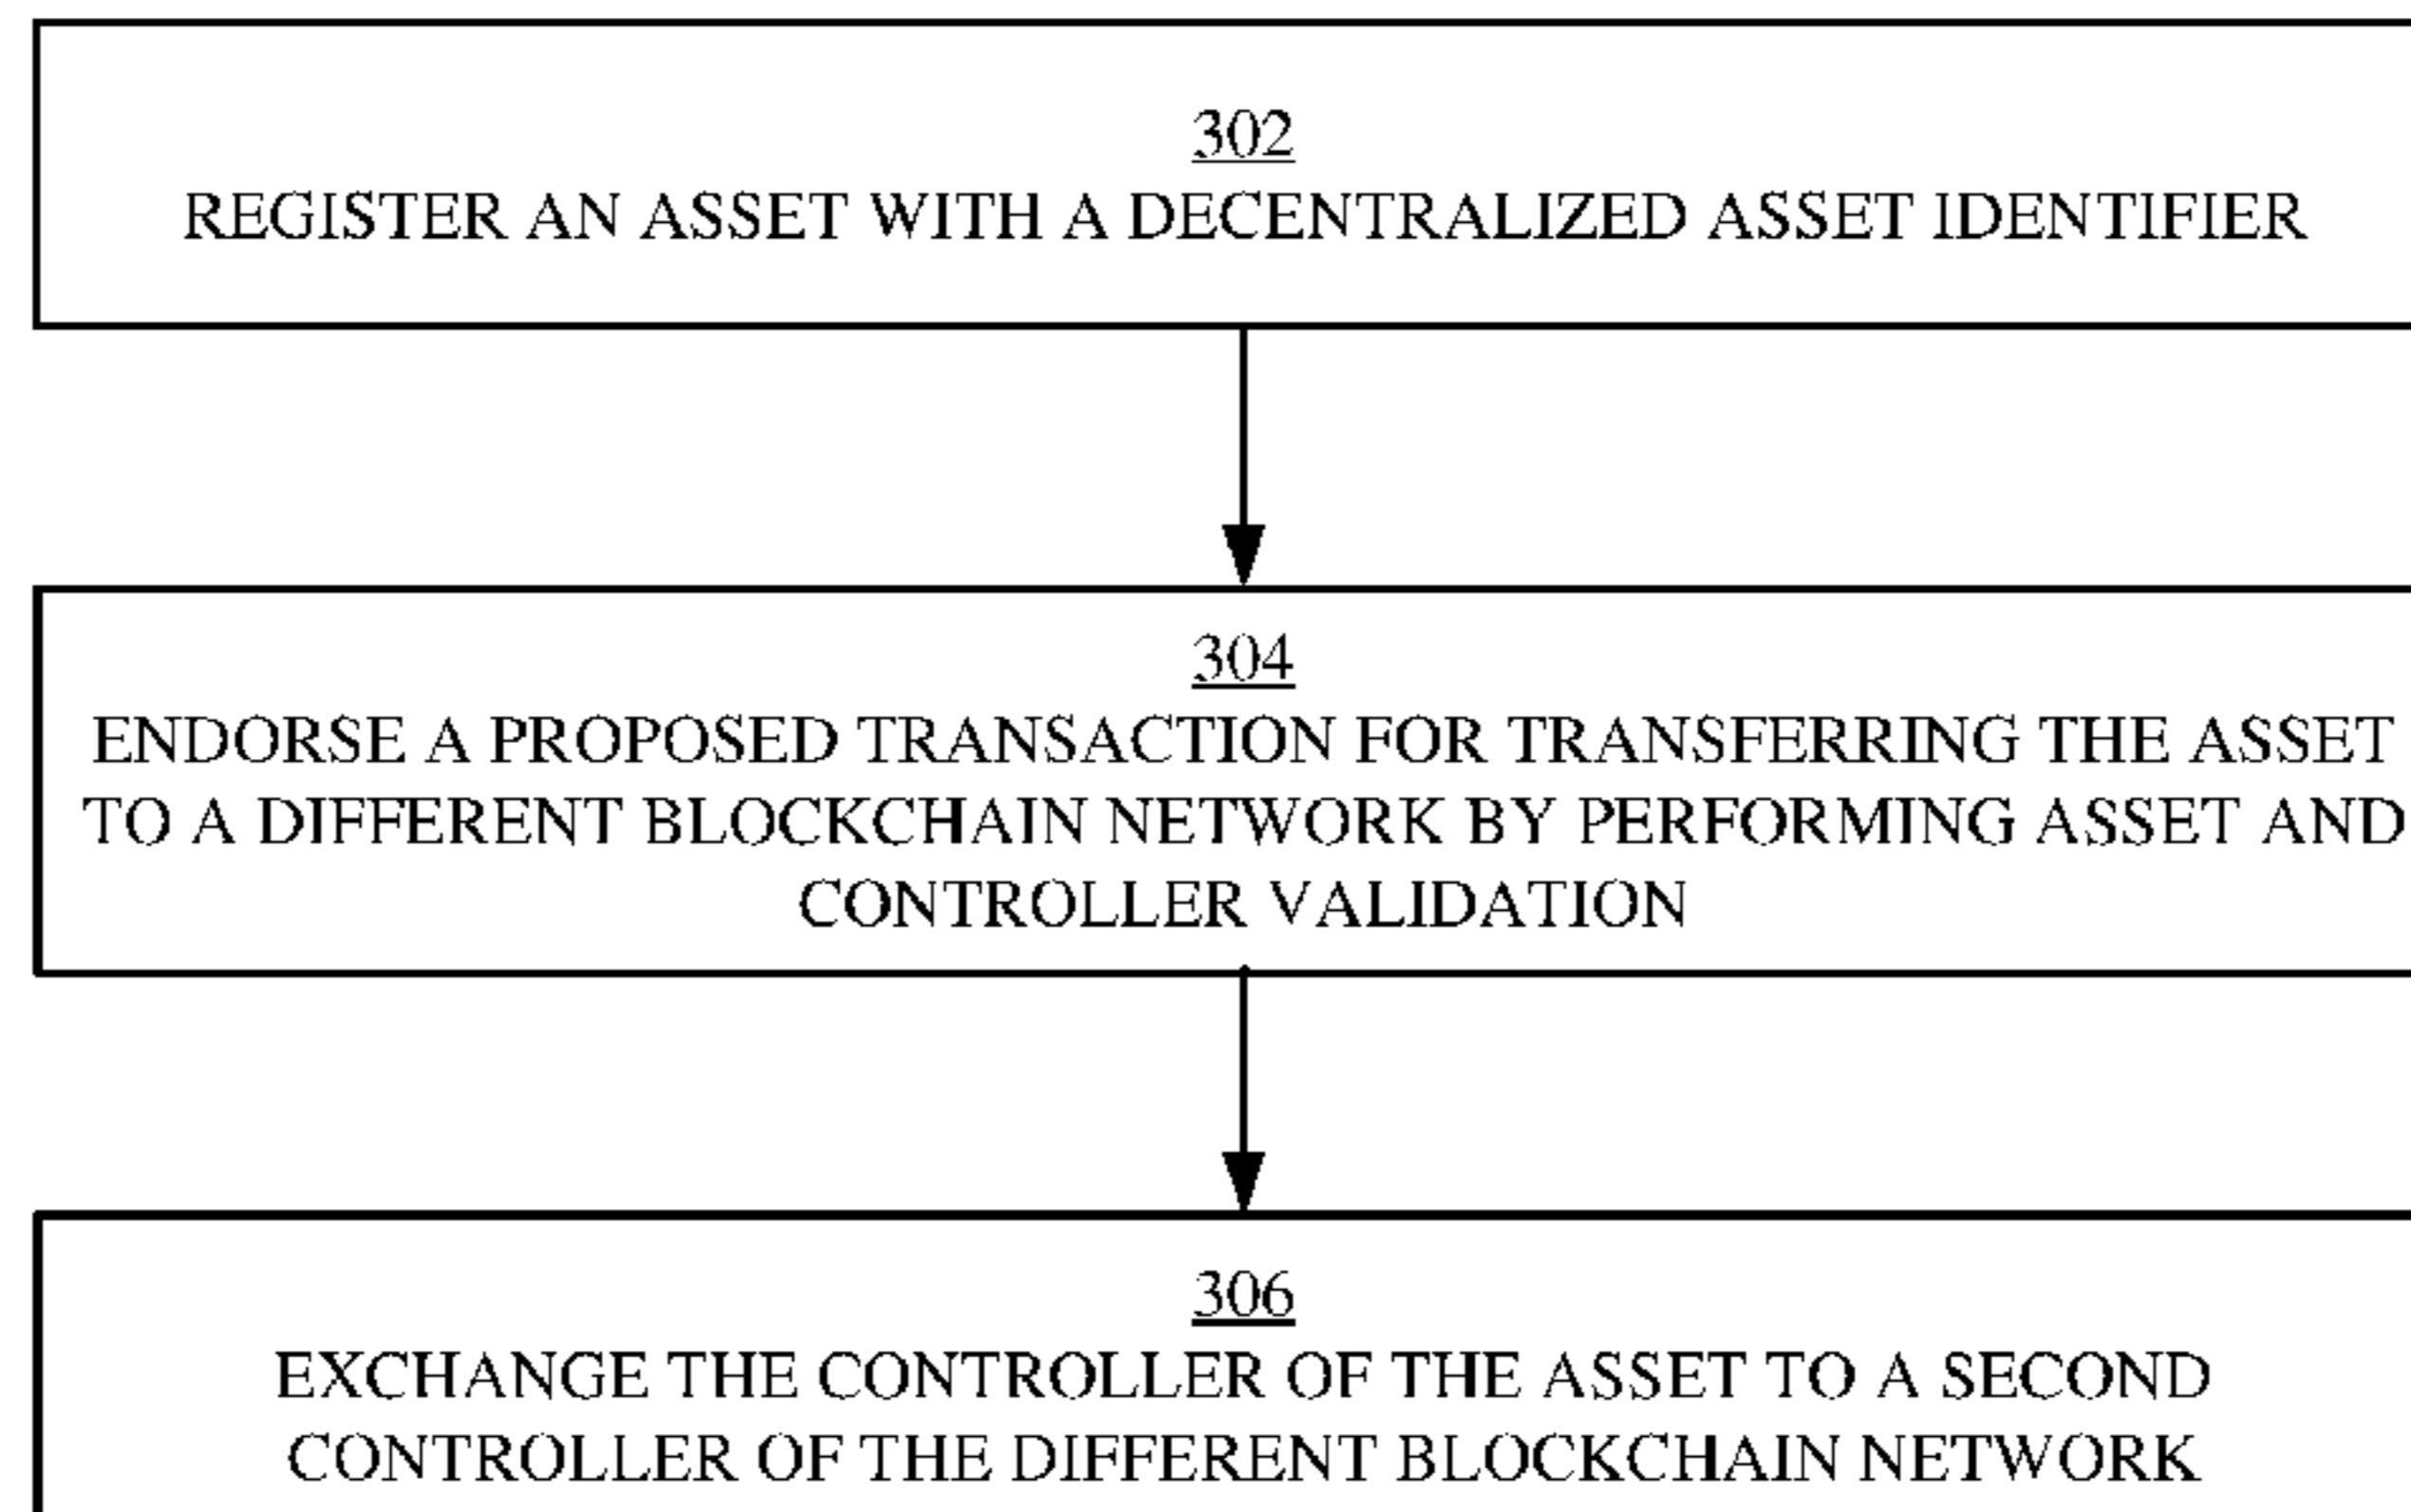 302
REGISTER AN ASSET WITH A DECENTRALIZED ASSET IDENTIFIER
304
ENDORSE A PROPOSED TRANSACTION FOR TRANSFERRING THE ASSET
TO A DIFFERENT BLOCKCHAIN NETWORK BY PERFORMING ASSET AND
CONTROLLER VALIDATION
306
EXCHANGE THE CONTROLLER OF THE ASSET TO A SECOND
CONTROLLER OF THE DIFFERENT BLOCKCHAIN NETWORK